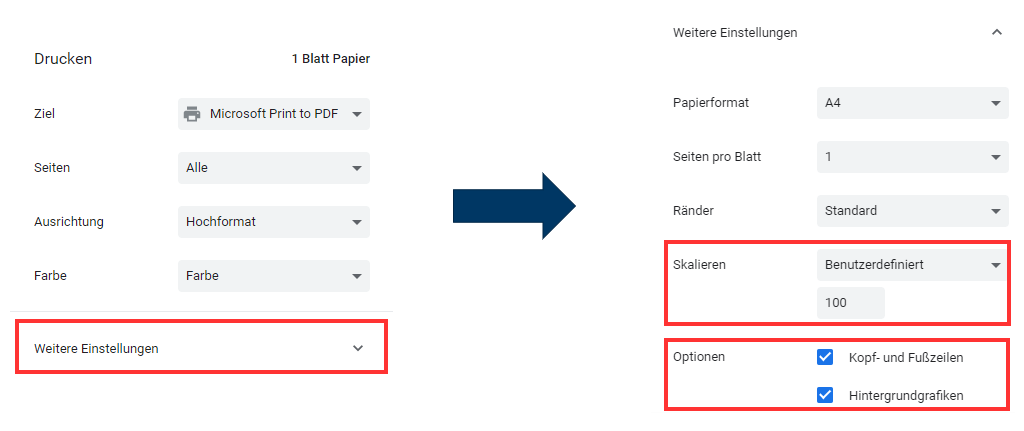 Drucken 1 Blatt Papier
Ziel Microsoft Print to PDF
Seiten Alle
Ausrichtung Hochformat
Farbe Farbe
Weitere Einstellungen
Weitere Einstellungen
Papierformat A4
Seiten pro Blatt 1
Ränder Standard
Skalieren Benutzerdefiniert
100
Optionen Kopf- und Fußzeilen
Hintergrundgrafiken